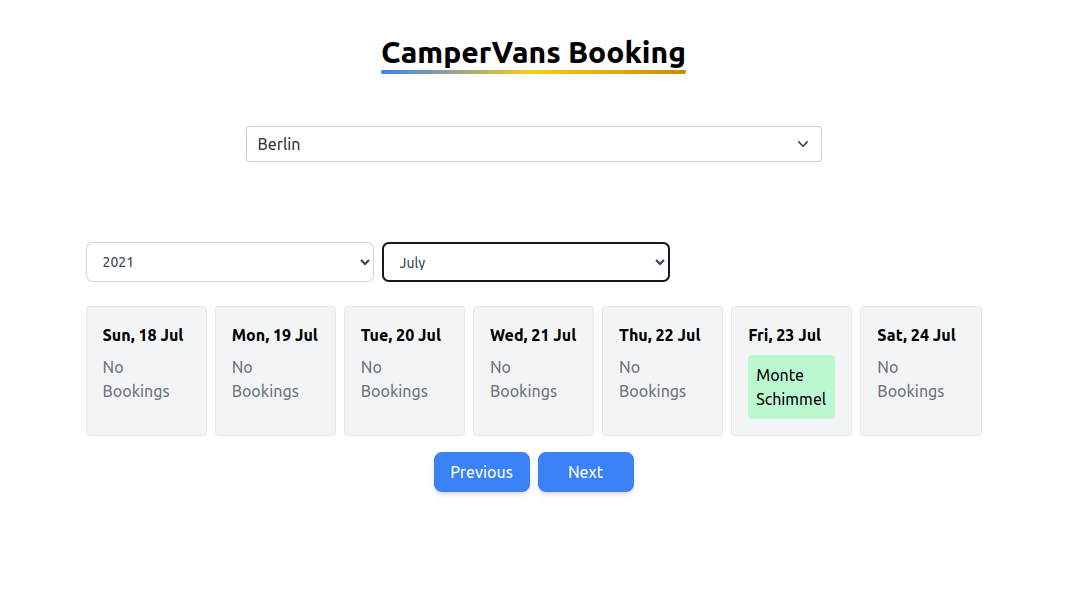 CamperVans Booking
Berlin
2021
July
Sun, 18 Jul
No
Bookings
Mon, 19 Jul
No
Bookings
Tue, 20 Jul
No
Bookings
Wed, 21 Jul
No
Bookings
Thu, 22 Jul
No
Bookings
Fri, 23 Jul
Monte
Schimmel
Sat, 24 Jul
No
Bookings
Previous
Next